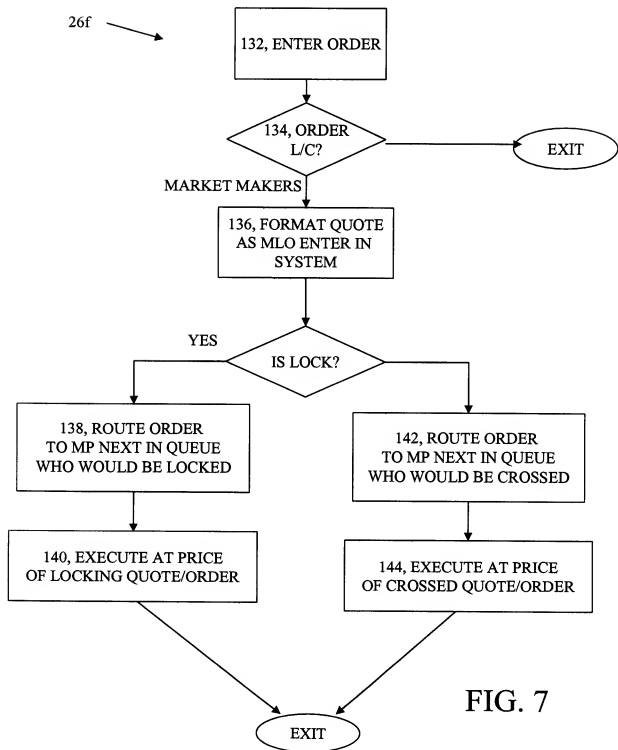 26f
132, ENTER ORDER
134, ORDER
L/C?
EXIT
MARKET MAKERS
136, FORMAT QUOTE
AS MLO ENTER IN
SYSTEM
YES
IS LOCK?
138, ROUTE ORDER
TO MP NEXT IN QUEUE
WHO WOULD BE LOCKED
142, ROUTE ORDER
TO MP NEXT IN QUEUE
WHO WOULD BE CROSSED
140, EXECUTE AT PRICE
OF LOCKING QUOTE/ORDER
144, EXECUTE AT PRICE
OF CROSSED QUOTE/ORDER
FIG. 7
EXIT